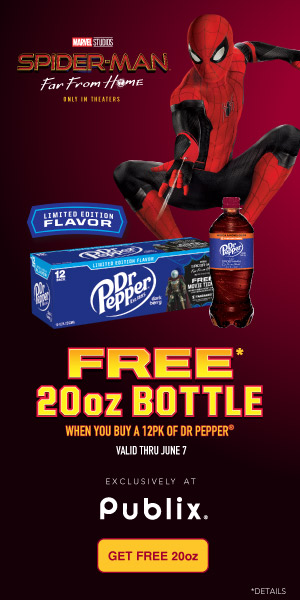 MARVEL STUDIOS
SPIDER-MAN
Far From Home
ONLY IN THEATERS
LIMITED EDITION
FLAVOR
LIMITED EDITION FLAVOR
12
Dr Pepper
dark
berry
FREE
MOVIE TICKET
Dr Pepper
FREE*
20oz BOTTLE
WHEN YOU BUY A 12PK OF DR PEPPER®
VALID THRU JUNE 7
EXCLUSIVELY AT
Publix.
GET FREE 20oz
*DETAILS